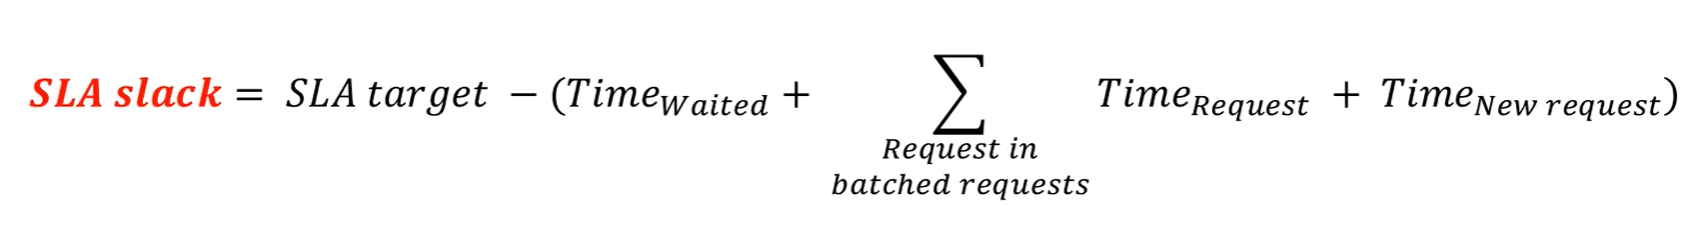 SLA slack = SLA target − (Time_Waited + ∑ Time_Request + Time_New request)
Request in
batched requests